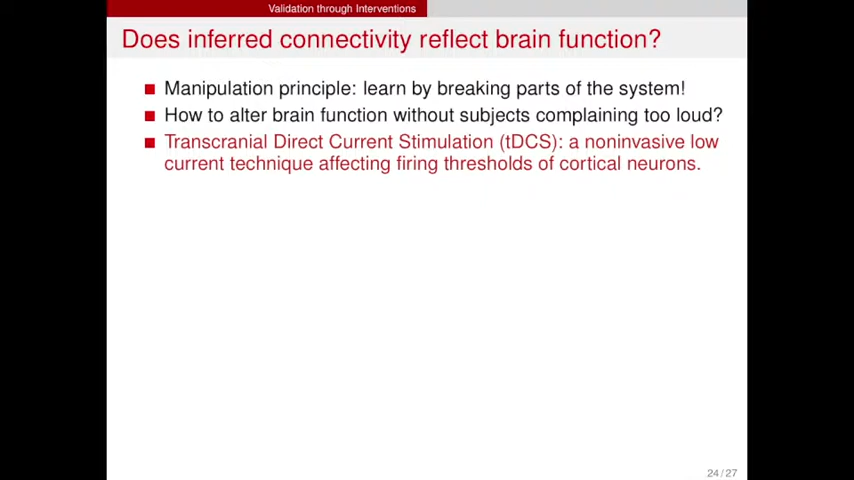 Validation through Interventions
Does inferred connectivity reflect brain function?
Manipulation principle: learn by breaking parts of the system!
How to alter brain function without subjects complaining too loud?
Transcranial Direct Current Stimulation (tDCS): a noninvasive low
current technique affecting firing thresholds of cortical neurons.
24 / 27